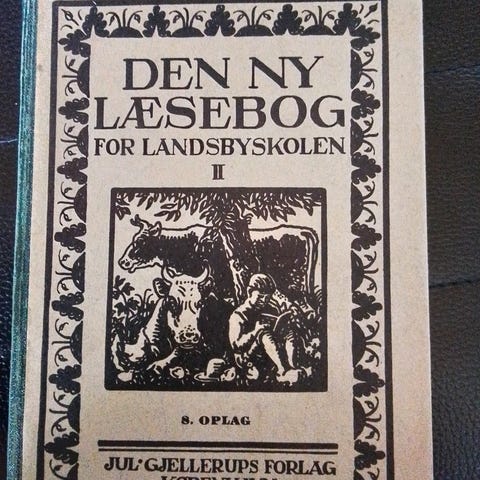 DEN NY
LÆSEBOG
FOR LANDSBYSKOLEN
II
8. OPLAG
JUL·GJELLERUPS FORLAG